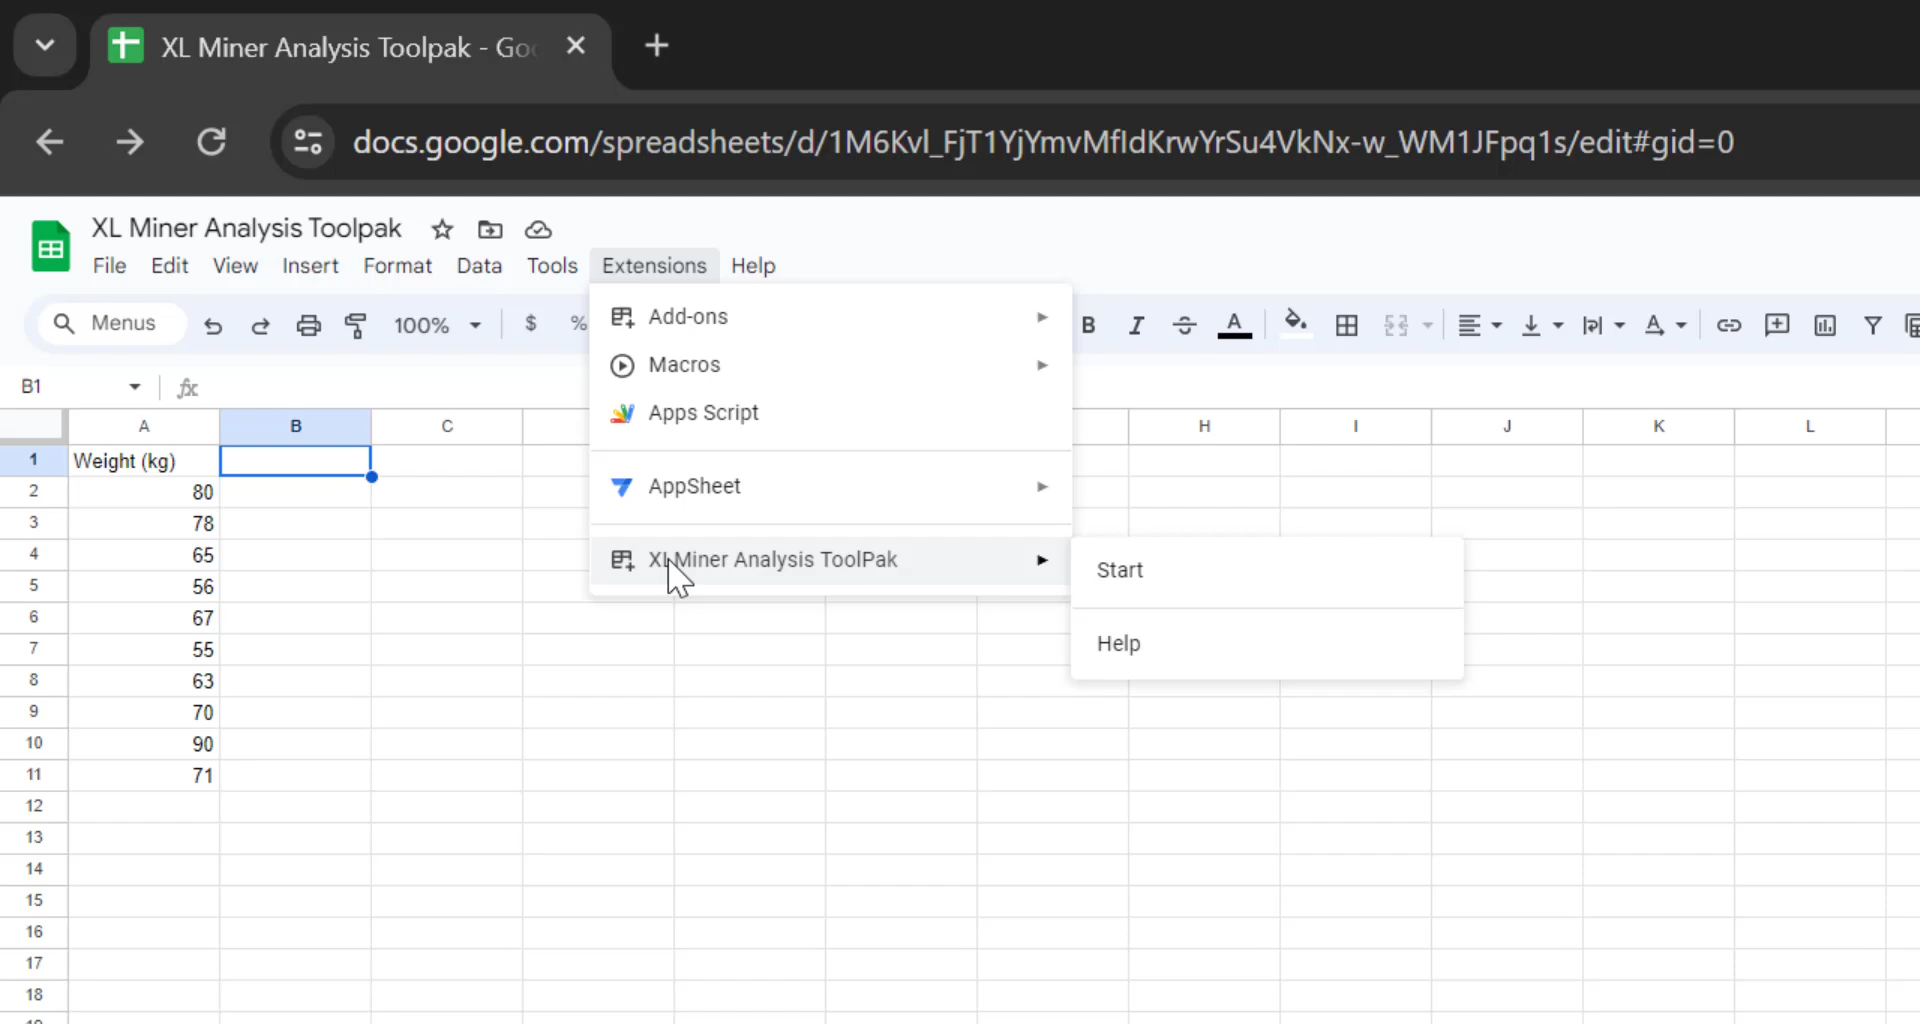 XL Miner Analysis Toolpak - Go
docs.google.com/spreadsheets/d/1M6Kvl_FjT1YjYmvMfIdKrwYrSu4VkNx-w_WM1JFpq1s/edit#gid=0
XL Miner Analysis Toolpak
File Edit View Insert Format Data Tools Extensions Help
Menus 100% $ % B I S A
B1 fx
A B C H I J K L
Add-ons
Macros
Apps Script
AppSheet
XLMiner Analysis ToolPak
Start
Help
1 Weight (kg)
2 80
3 78
4 65
5 56
6 67
7 55
8 63
9 70
10 90
11 71
12
13
14
15
16
17
18